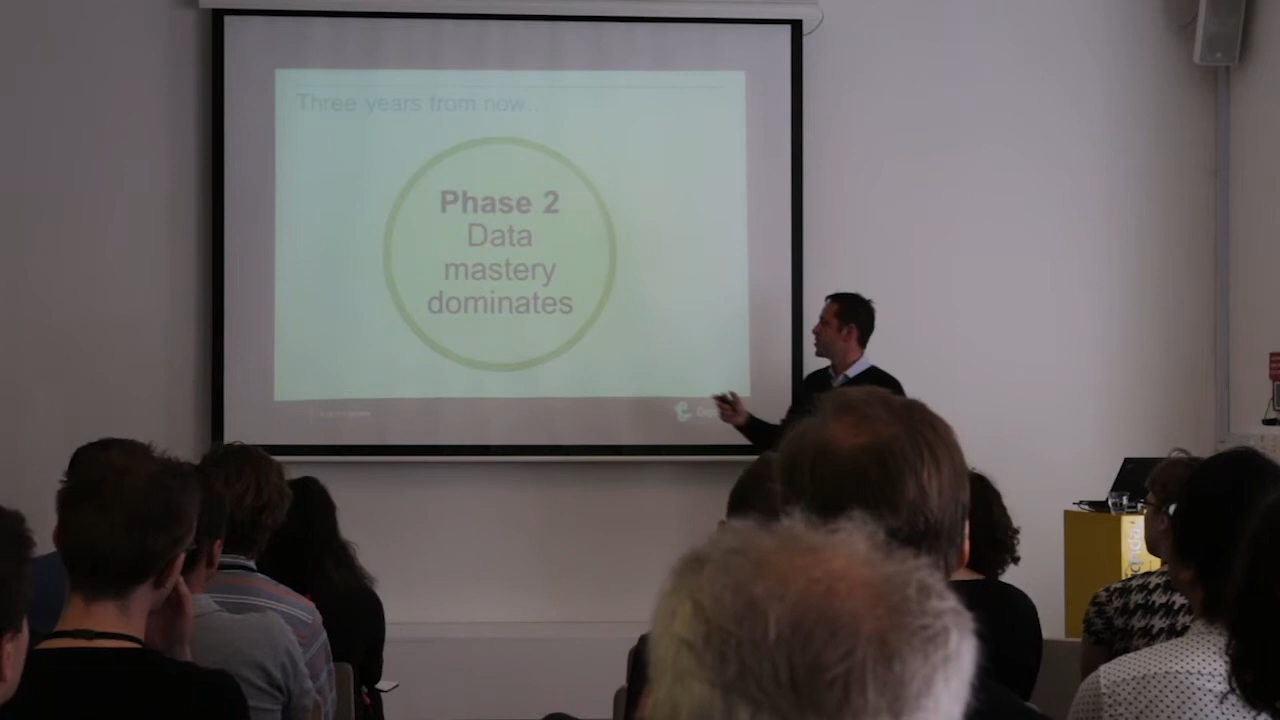 Three years from now
Phase 2
Data
mastery
dominates